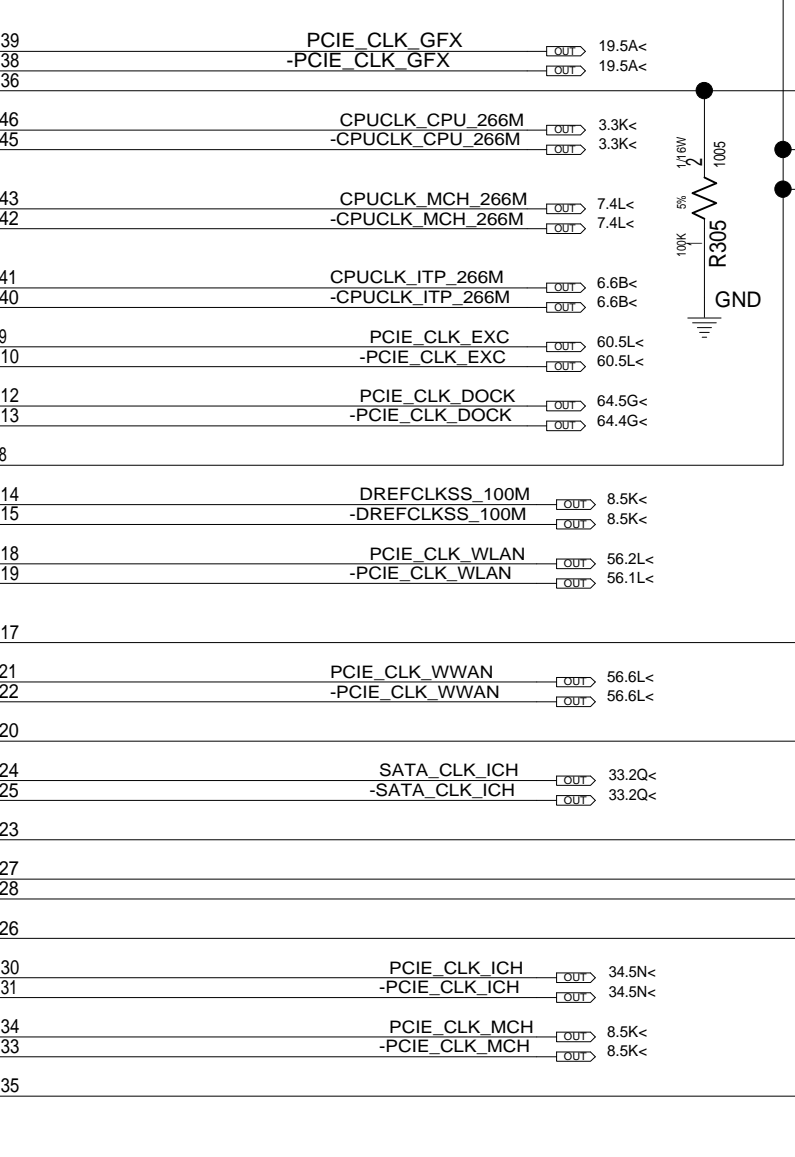 39 PCIE_CLK_GFX OUT 19.5A<
38 -PCIE_CLK_GFX OUT 19.5A<
36
46 CPUCLK_CPU_266M OUT 3.3K<
45 -CPUCLK_CPU_266M OUT 3.3K<
1/16W 2 1005
5%
100K 1 R305
GND
43 CPUCLK_MCH_266M OUT 7.4L<
42 -CPUCLK_MCH_266M OUT 7.4L<
41 CPUCLK_ITP_266M OUT 6.6B<
40 -CPUCLK_ITP_266M OUT 6.6B<
9 PCIE_CLK_EXC OUT 60.5L<
10 -PCIE_CLK_EXC OUT 60.5L<
12 PCIE_CLK_DOCK OUT 64.5G<
13 -PCIE_CLK_DOCK OUT 64.4G<
8
14 DREFCLKSS_100M OUT 8.5K<
15 -DREFCLKSS_100M OUT 8.5K<
18 PCIE_CLK_WLAN OUT 56.2L<
19 -PCIE_CLK_WLAN OUT 56.1L<
17
21 PCIE_CLK_WWAN OUT 56.6L<
22 -PCIE_CLK_WWAN OUT 56.6L<
20
24 SATA_CLK_ICH OUT 33.2Q<
25 -SATA_CLK_ICH OUT 33.2Q<
23
27
28
26
30 PCIE_CLK_ICH OUT 34.5N<
31 -PCIE_CLK_ICH OUT 34.5N<
34 PCIE_CLK_MCH OUT 8.5K<
33 -PCIE_CLK_MCH OUT 8.5K<
35